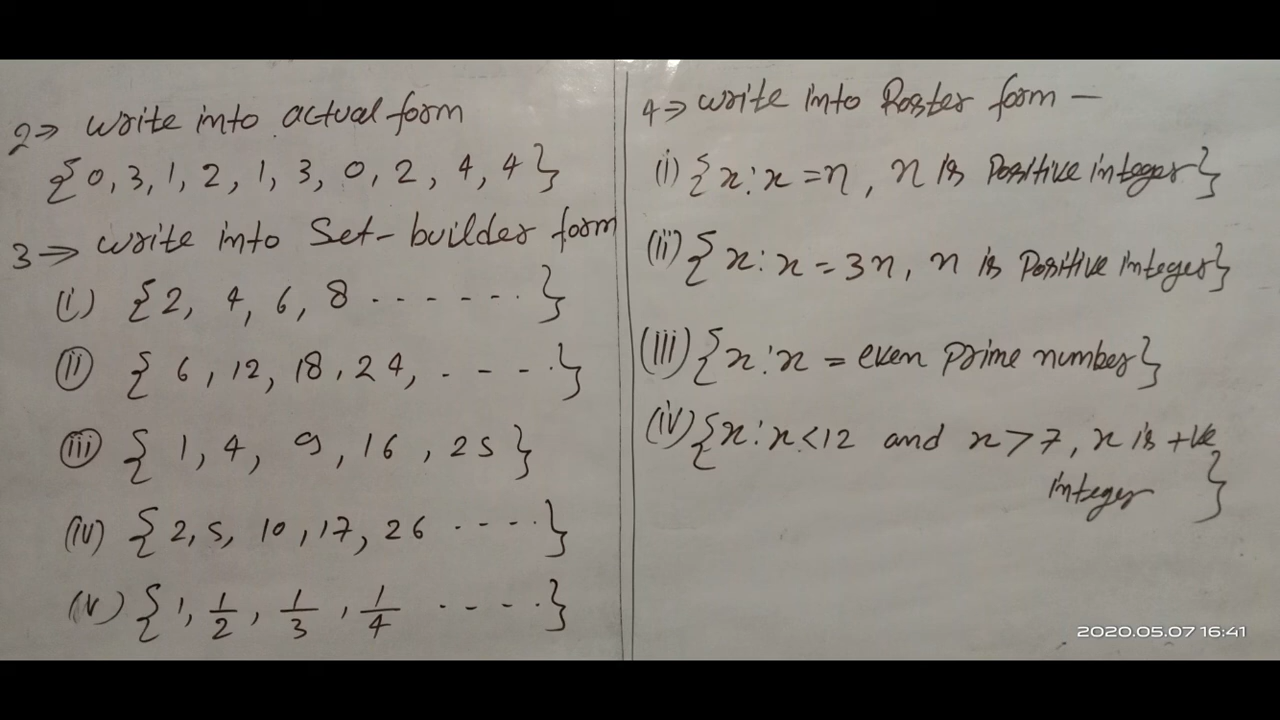 2⇒ write into actual form
{0, 3, 1, 2, 1, 3, 0, 2, 4, 4}
3⇒ write into Set-builder form
(i) {2, 4, 6, 8 ......}
(ii) {6, 12, 18, 24, ....}
(iii) {1, 4, 9, 16, 25}
(iv) {2, 5, 10, 17, 26 ....}
(v) {1, 1/2, 1/3, 1/4 ....}
4⇒ write into Roster form —
(i) {x : x = n, n is Positive integer}
(ii) {x : x = 3n, n is Positive integer}
(iii) {x : x = even prime number}
(iv) {x : x < 12 and x > 7, x is +ve
integer }
2020.05.07 16:41